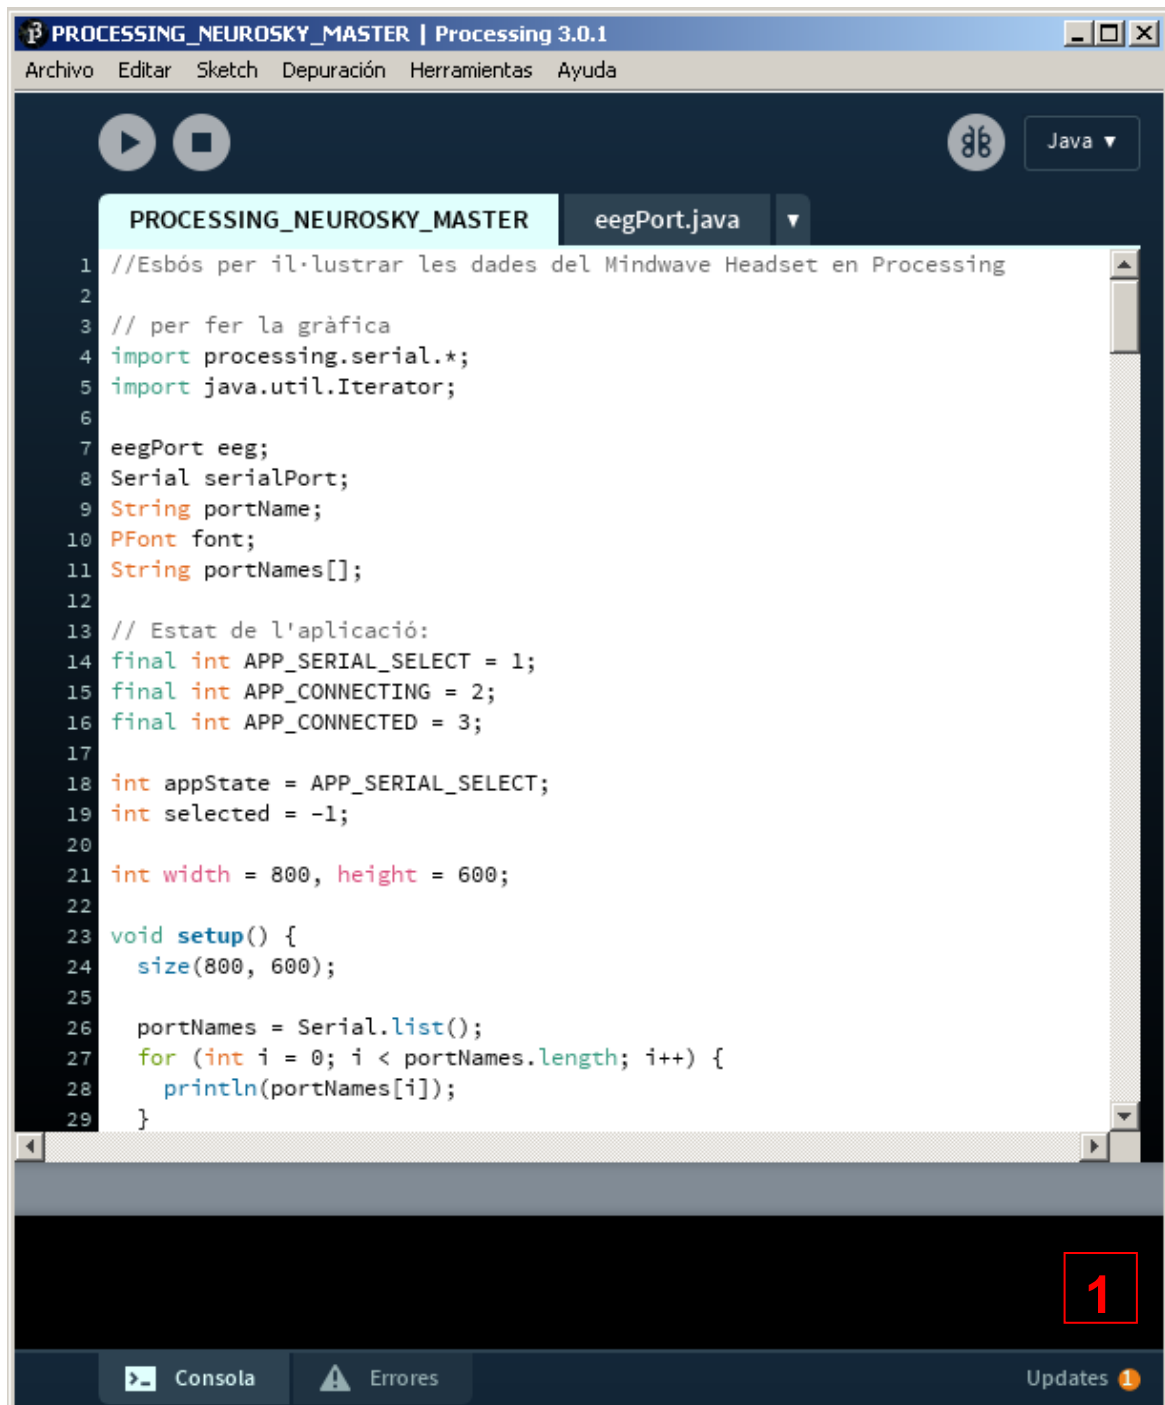 PROCESSING_NEUROSKY_MASTER | Processing 3.0.1
Archivo Editar Sketch Depuración Herramientas Ayuda
Java ▼
PROCESSING_NEUROSKY_MASTER eegPort.java ▼
1 //Esbós per il·lustrar les dades del Mindwave Headset en Processing
2
3 // per fer la gràfica
4 import processing.serial.*;
5 import java.util.Iterator;
6
7 eegPort eeg;
8 Serial serialPort;
9 String portName;
10 PFont font;
11 String portNames[];
12
13 // Estat de l'aplicació:
14 final int APP_SERIAL_SELECT = 1;
15 final int APP_CONNECTING = 2;
16 final int APP_CONNECTED = 3;
17
18 int appState = APP_SERIAL_SELECT;
19 int selected = -1;
20
21 int width = 800, height = 600;
22
23 void setup() {
24   size(800, 600);
25
26   portNames = Serial.list();
27   for (int i = 0; i < portNames.length; i++) {
28     println(portNames[i]);
29   }
1
Consola Errores Updates 1